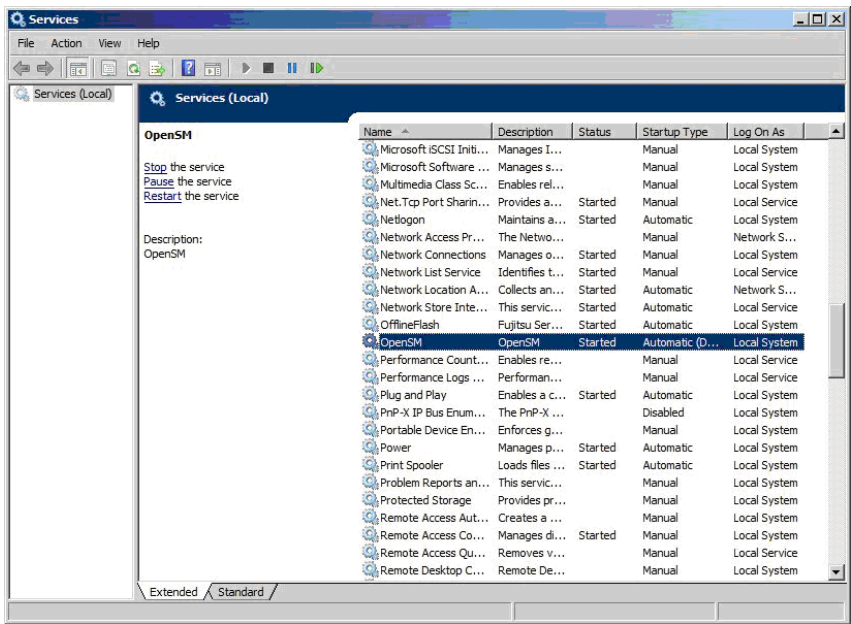 Services
File Action View Help
Services (Local)
Services (Local)
OpenSM
Stop the service
Pause the service
Restart the service
Description:
OpenSM
Name Description Status Startup Type Log On As
Microsoft iSCSI Initi... Manages I... Manual Local System
Microsoft Software ... Manages s... Manual Local System
Multimedia Class Sc... Enables rel... Manual Local System
Net.Tcp Port Sharin... Provides a... Started Manual Local Service
Netlogon Maintains a... Started Automatic Local System
Network Access Pr... The Netwo... Manual Network S...
Network Connections Manages o... Started Manual Local System
Network List Service Identifies t... Started Manual Local Service
Network Location A... Collects an... Started Automatic Network S...
Network Store Inte... This servic... Started Automatic Local Service
OfflineFlash Fujitsu Ser... Started Automatic Local System
OpenSM OpenSM Started Automatic (D... Local System
Performance Count... Enables re... Manual Local Service
Performance Logs ... Performan... Manual Local Service
Plug and Play Enables a c... Started Automatic Local System
PnP-X IP Bus Enum... The PnP-X ... Disabled Local System
Portable Device En... Enforces g... Manual Local System
Power Manages p... Started Automatic Local System
Print Spooler Loads files ... Started Automatic Local System
Problem Reports an... This servic... Manual Local System
Protected Storage Provides pr... Manual Local System
Remote Access Aut... Creates a ... Manual Local System
Remote Access Co... Manages di... Started Manual Local System
Remote Access Qu... Removes v... Manual Local Service
Remote Desktop C... Remote De... Manual Local System
Extended Standard